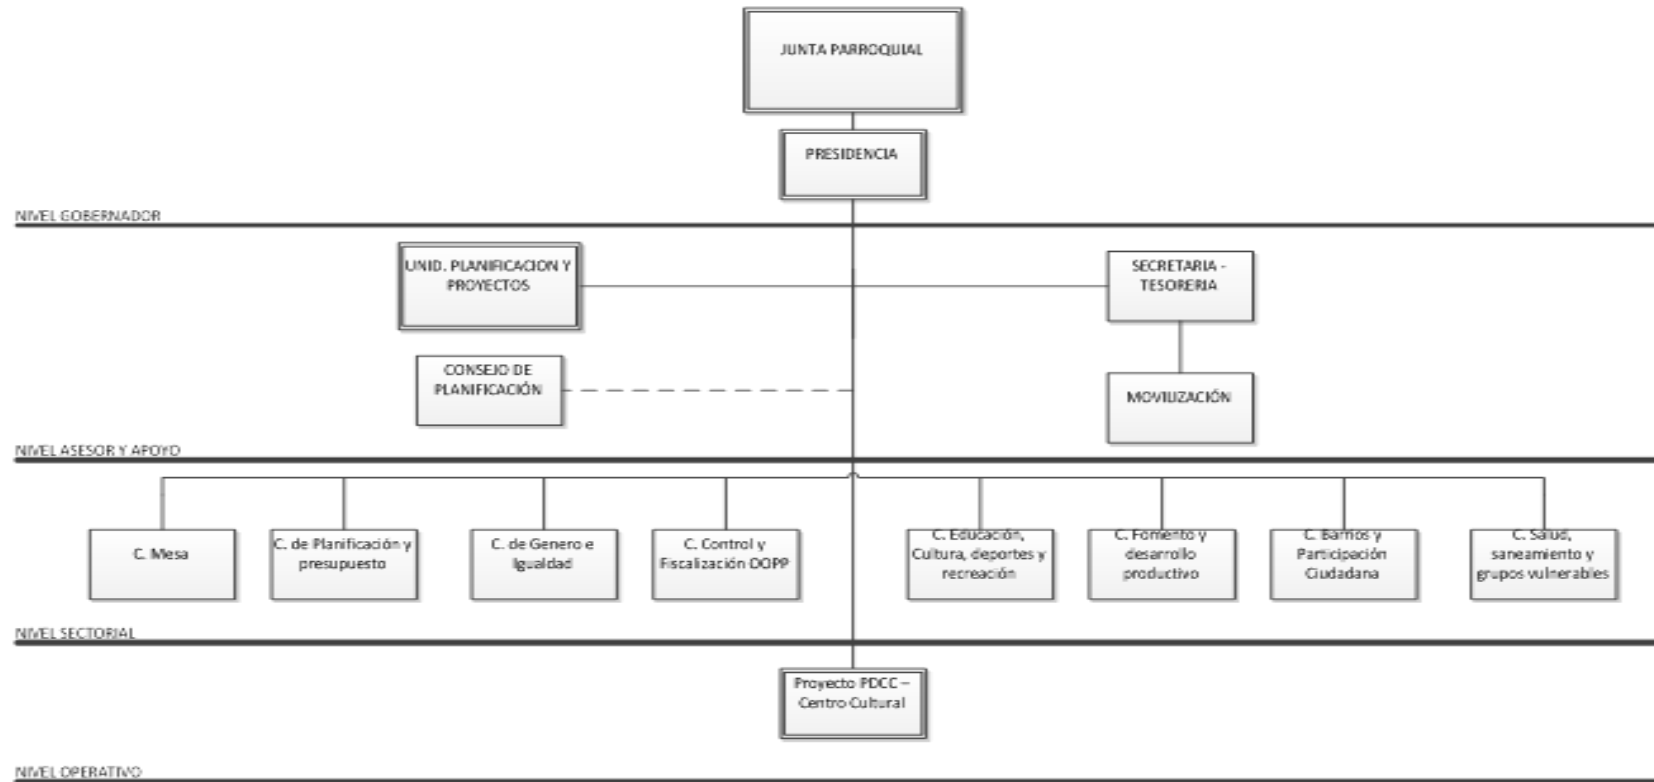 JUNTA PARROQUIAL
PRESIDENCIA
NIVEL GOBERNADOR
UNID. PLANIFICACION Y
PROYECTOS
SECRETARIA -
TESORERIA
CONSEJO DE
PLANIFICACIÓN
MOVILIZACIÓN
NIVEL ASESOR Y APOYO
C. Mesa
C. de Planificación y
presupuesto
C. de Genero e
Igualdad
C. Control y
Fiscalización OOPP
C. Educación,
Cultura, deportes y
recreación
C. Fomento y
desarrollo
productivo
C. Barrios y
Participación
Ciudadana
C. Salud,
saneamiento y
grupos vulnerables
NIVEL SECTORIAL
Proyecto PDCC –
Centro Cultural
NIVEL OPERATIVO